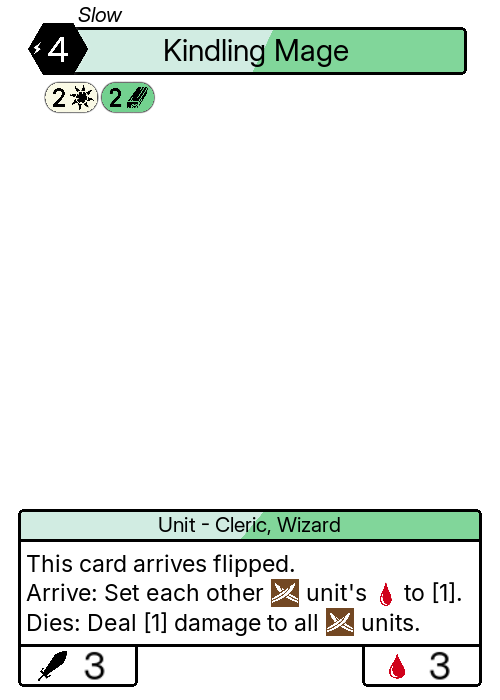 Slow
4 Kindling Mage
2 2
Unit - Cleric, Wizard
This card arrives flipped.
Arrive: Set each other unit's to [1].
Dies: Deal [1] damage to all units.
3 3